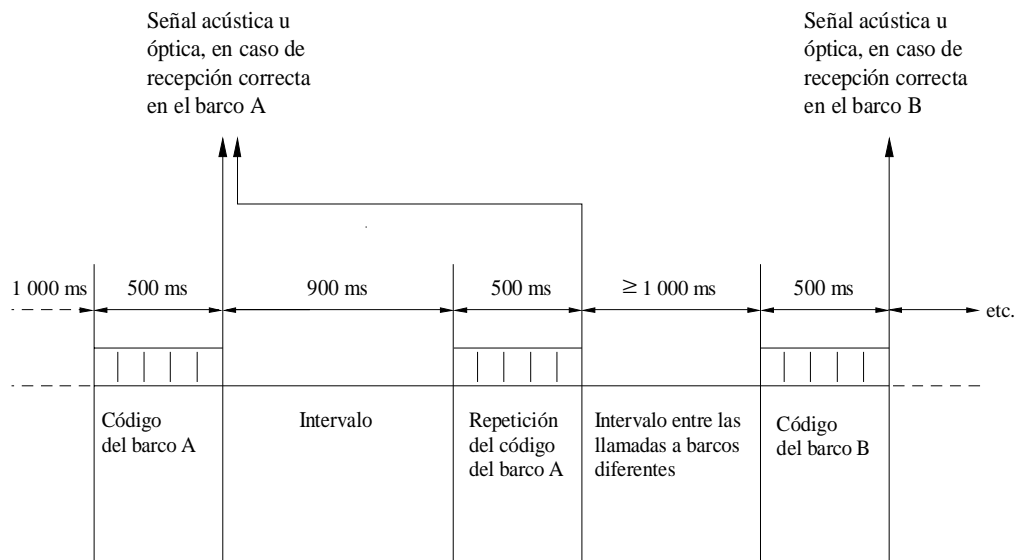 Señal acústica u
óptica, en caso de
recepción correcta
en el barco A
Señal acústica u
óptica, en caso de
recepción correcta
en el barco B
1 000 ms
500 ms
900 ms
500 ms
≥ 1 000 ms
500 ms
etc.
Código
del barco A
Intervalo
Repetición
del código
del barco A
Intervalo entre las
llamadas a barcos
diferentes
Código
del barco B